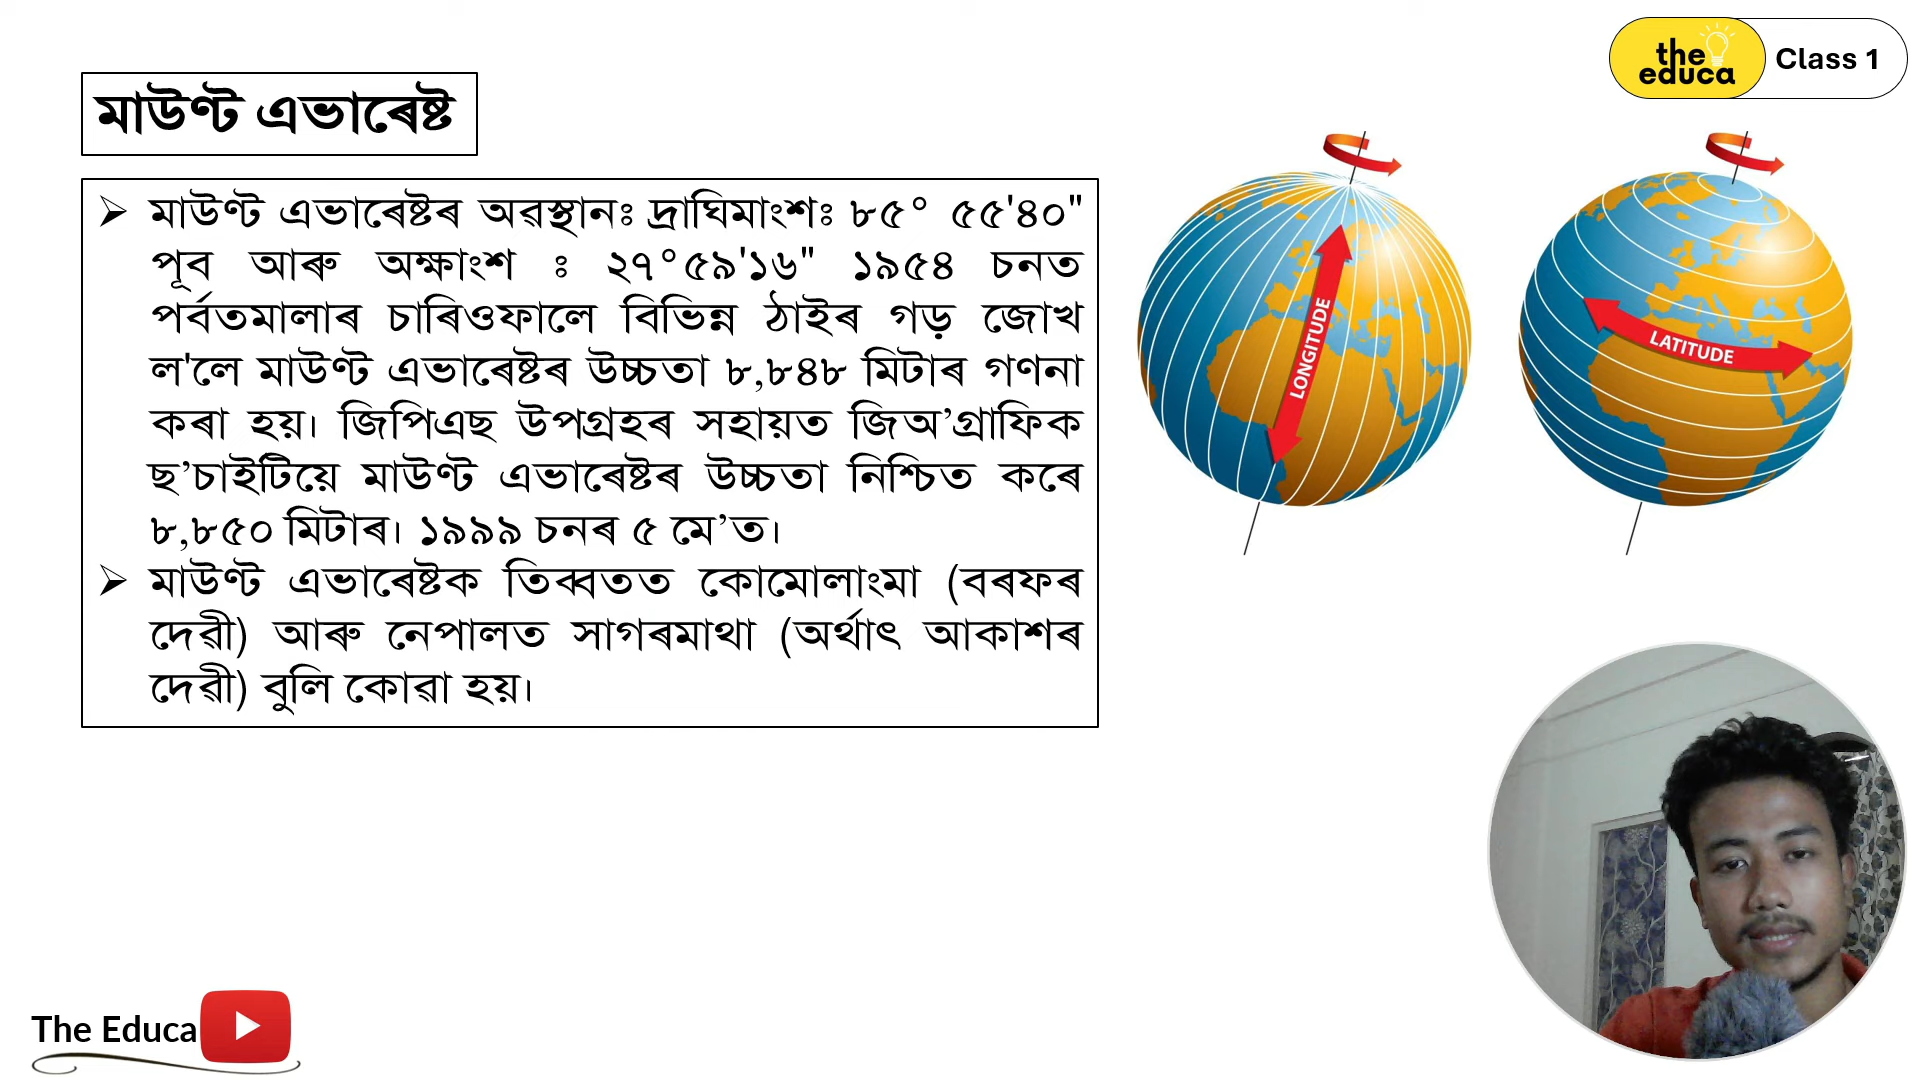 the educa Class 1
মাউণ্ট এভাৰেষ্ট
➢ মাউণ্ট এভাৰেষ্টৰ অৱস্থানঃ দ্ৰাঘিমাংশঃ ৮৫° ৫৫'৪০"
পূব আৰু অক্ষাংশ ঃ ২৭°৫৯'১৬" ১৯৫৪ চনত
পৰ্বতমালাৰ চাৰিওফালে বিভিন্ন ঠাইৰ গড় জোখ
ল'লে মাউণ্ট এভাৰেষ্টৰ উচ্চতা ৮,৮৪৮ মিটাৰ গণনা
কৰা হয়। জিপিএছ উপগ্ৰহৰ সহায়ত জিঅ’গ্ৰাফিক
ছ’চাইটিয়ে মাউণ্ট এভাৰেষ্টৰ উচ্চতা নিশ্চিত কৰে
৮,৮৫০ মিটাৰ। ১৯৯৯ চনৰ ৫ মে’ত।
➢ মাউণ্ট এভাৰেষ্টক তিব্বতত কোমোলাংমা (বৰফৰ
দেৱী) আৰু নেপালত সাগৰমাথা (অৰ্থাৎ আকাশৰ
দেৱী) বুলি কোৱা হয়।
LONGITUDE
LATITUDE
The Educa